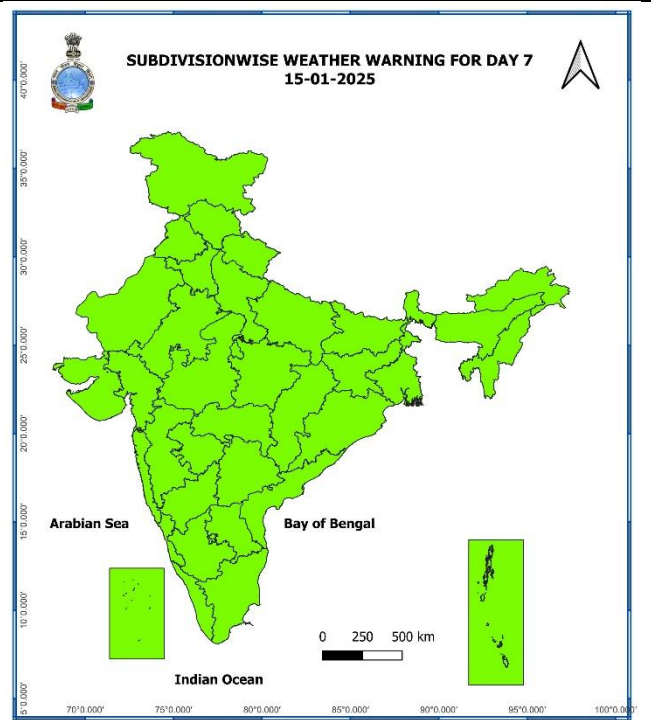 SUBDIVISIONWISE WEATHER WARNING FOR DAY 7
15-01-2025
40°0.000'
35°0.000'
30°0.000'
25°0.000'
20°0.000'
15°0.000'
10°0.000'
5°0.000'
Arabian Sea
Bay of Bengal
0 250 500 km
Indian Ocean
70°0.000' 75°0.000' 80°0.000' 85°0.000' 90°0.000' 95°0.000' 100°0.000'